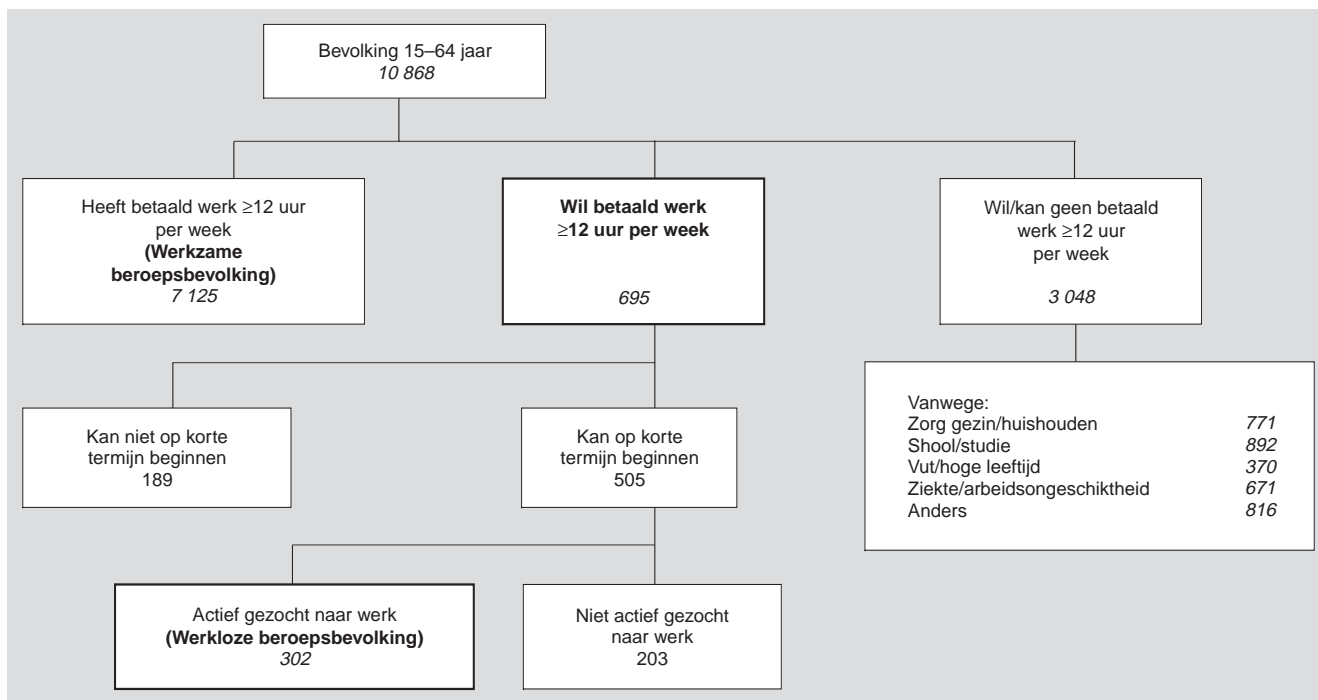 Bevolking 15–64 jaar
10 868
Heeft betaald werk ≥12 uur
per week
(Werkzame
beroepsbevolking)
7 125
Wil betaald werk
≥12 uur per week
695
Wil/kan geen betaald
werk ≥12 uur
per week
3 048
Kan niet op korte
termijn beginnen
189
Kan op korte
termijn beginnen
505
Vanwege:
Zorg gezin/huishouden 771
Shool/studie 892
Vut/hoge leeftijd 370
Ziekte/arbeidsongeschiktheid 671
Anders 816
Actief gezocht naar werk
(Werkloze beroepsbevolking)
302
Niet actief gezocht
naar werk
203